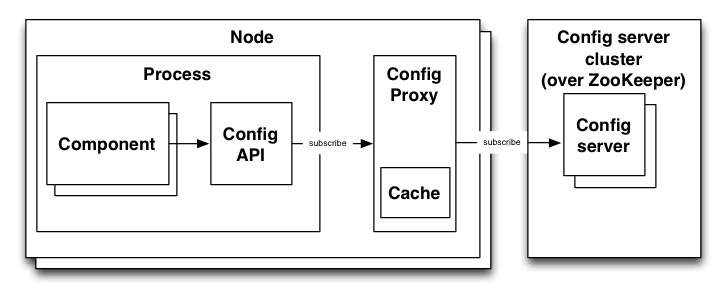 Node
Process
Component
Config
API
subscribe
Config
Proxy
Cache
subscribe
Config server
cluster
(over ZooKeeper)
Config
server